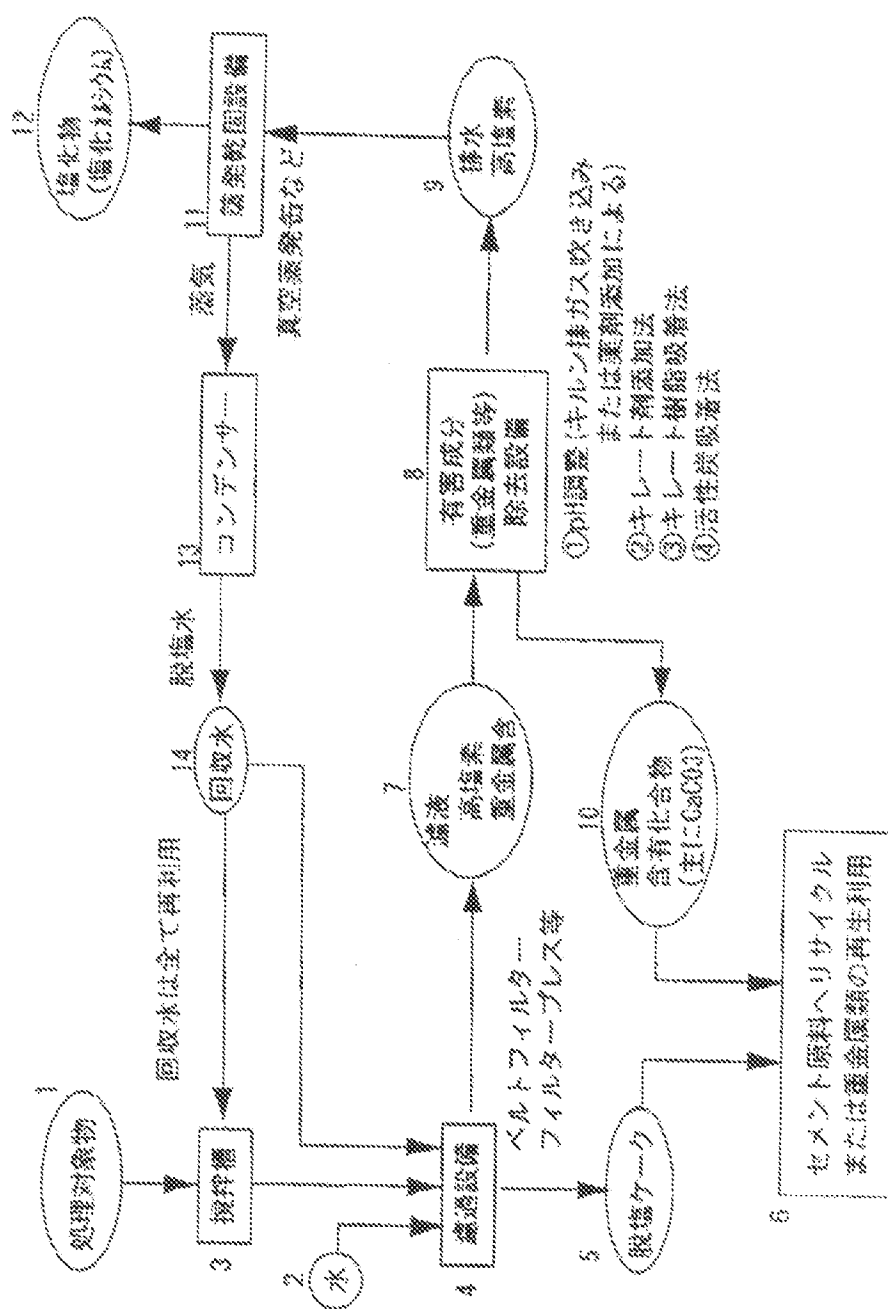 1
処理対象物
3
撹拌槽
2
水
4
濾過設備
5
脱塩ケーク
6
セメント原料へリサイクル
または重金属類の再生利用
ベルトフィルター
フィルタープレス等
7
濾液
高塩素
重金属含
8
有害成分
(重金属類等)
除去設備
①pH調整(キルン排ガス吹き込み
または薬剤添加による)
②キレート剤添加法
③キレート樹脂吸着法
④活性炭吸着法
9
排水
高塩素
10
重金属
含有化合物
(主にCaCO3)
11
蒸発乾固設備
真空蒸発缶など
12
塩化物
(塩化カルシウム)
蒸気
13
コンデンサー
脱塩水
14
回収水
回収水は全て再利用